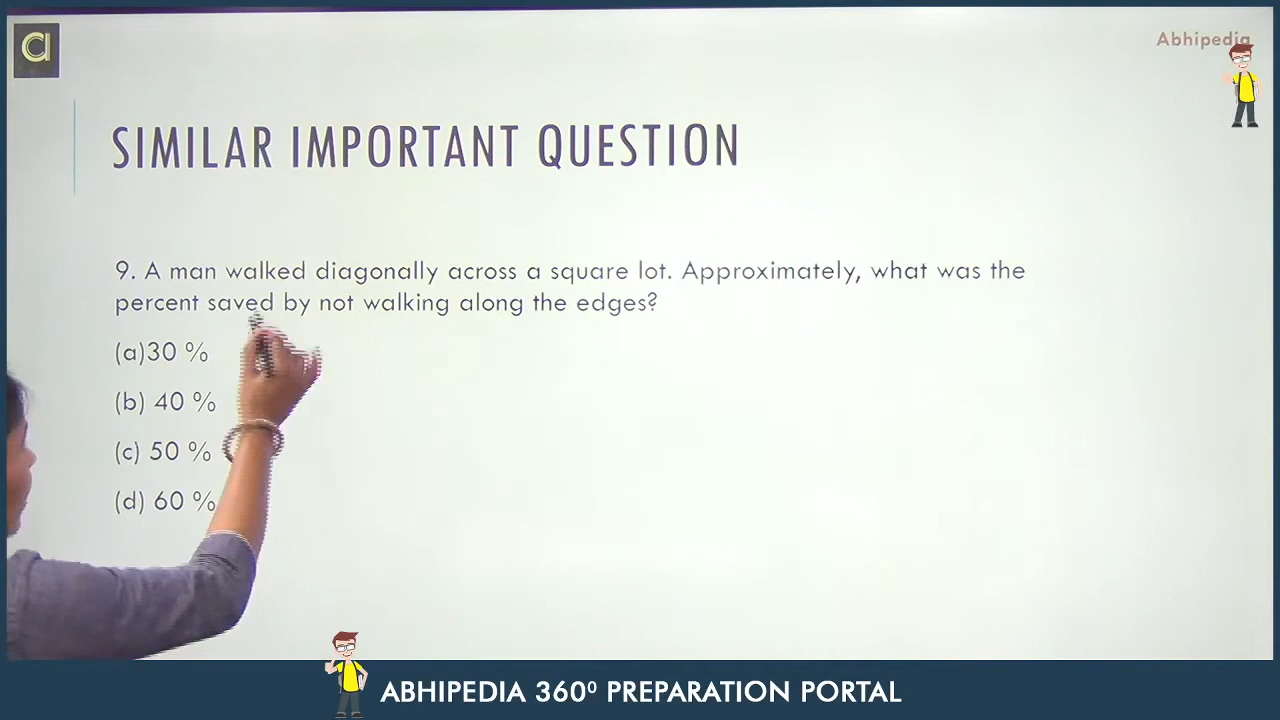 a
Abhipedia
SIMILAR IMPORTANT QUESTION
9. A man walked diagonally across a square lot. Approximately, what was the
percent saved by not walking along the edges?
(a)30 %
(b) 40 %
(c) 50 %
(d) 60 %
ABHIPEDIA 360⁰ PREPARATION PORTAL